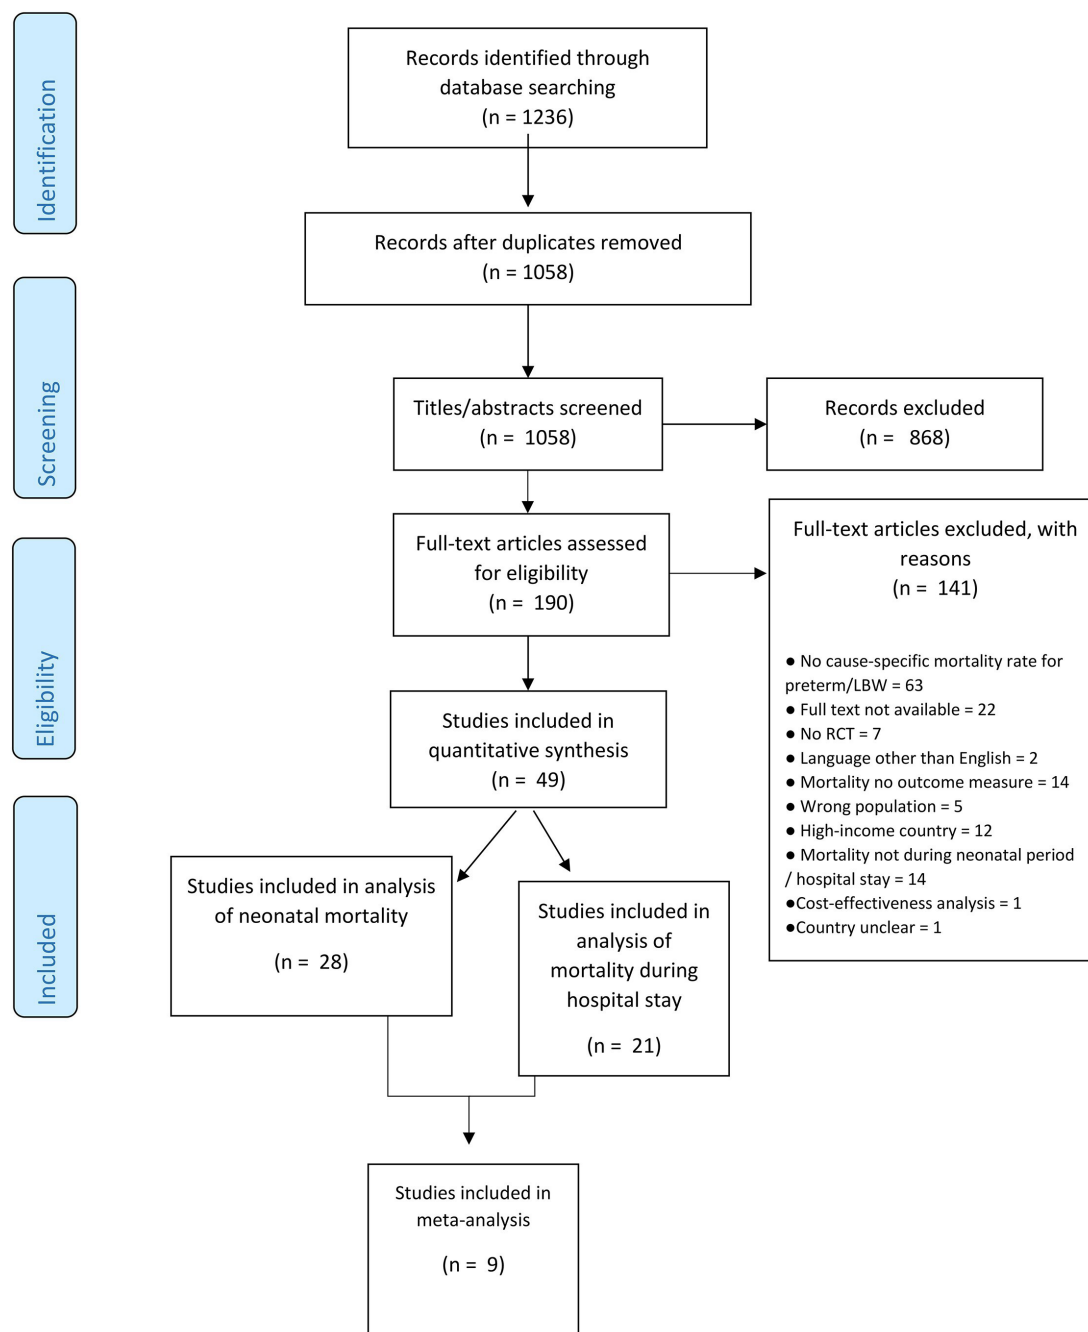 Identification
Records identified through
database searching
(n = 1236)
Records after duplicates removed
(n = 1058)
Screening
Titles/abstracts screened
(n = 1058)
Records excluded
(n = 868)
Eligibility
Full-text articles assessed
for eligibility
(n = 190)
Full-text articles excluded, with
reasons
(n = 141)
● No cause-specific mortality rate for
preterm/LBW = 63
● Full text not available = 22
● No RCT = 7
● Language other than English = 2
● Mortality no outcome measure = 14
● Wrong population = 5
● High-income country = 12
● Mortality not during neonatal period
/ hospital stay = 14
●Cost-effectiveness analysis = 1
●Country unclear = 1
Studies included in
quantitative synthesis
(n = 49)
Included
Studies included in analysis
of neonatal mortality
(n = 28)
Studies included in
analysis of
mortality during
hospital stay
(n = 21)
Studies included in
meta-analysis
(n = 9)